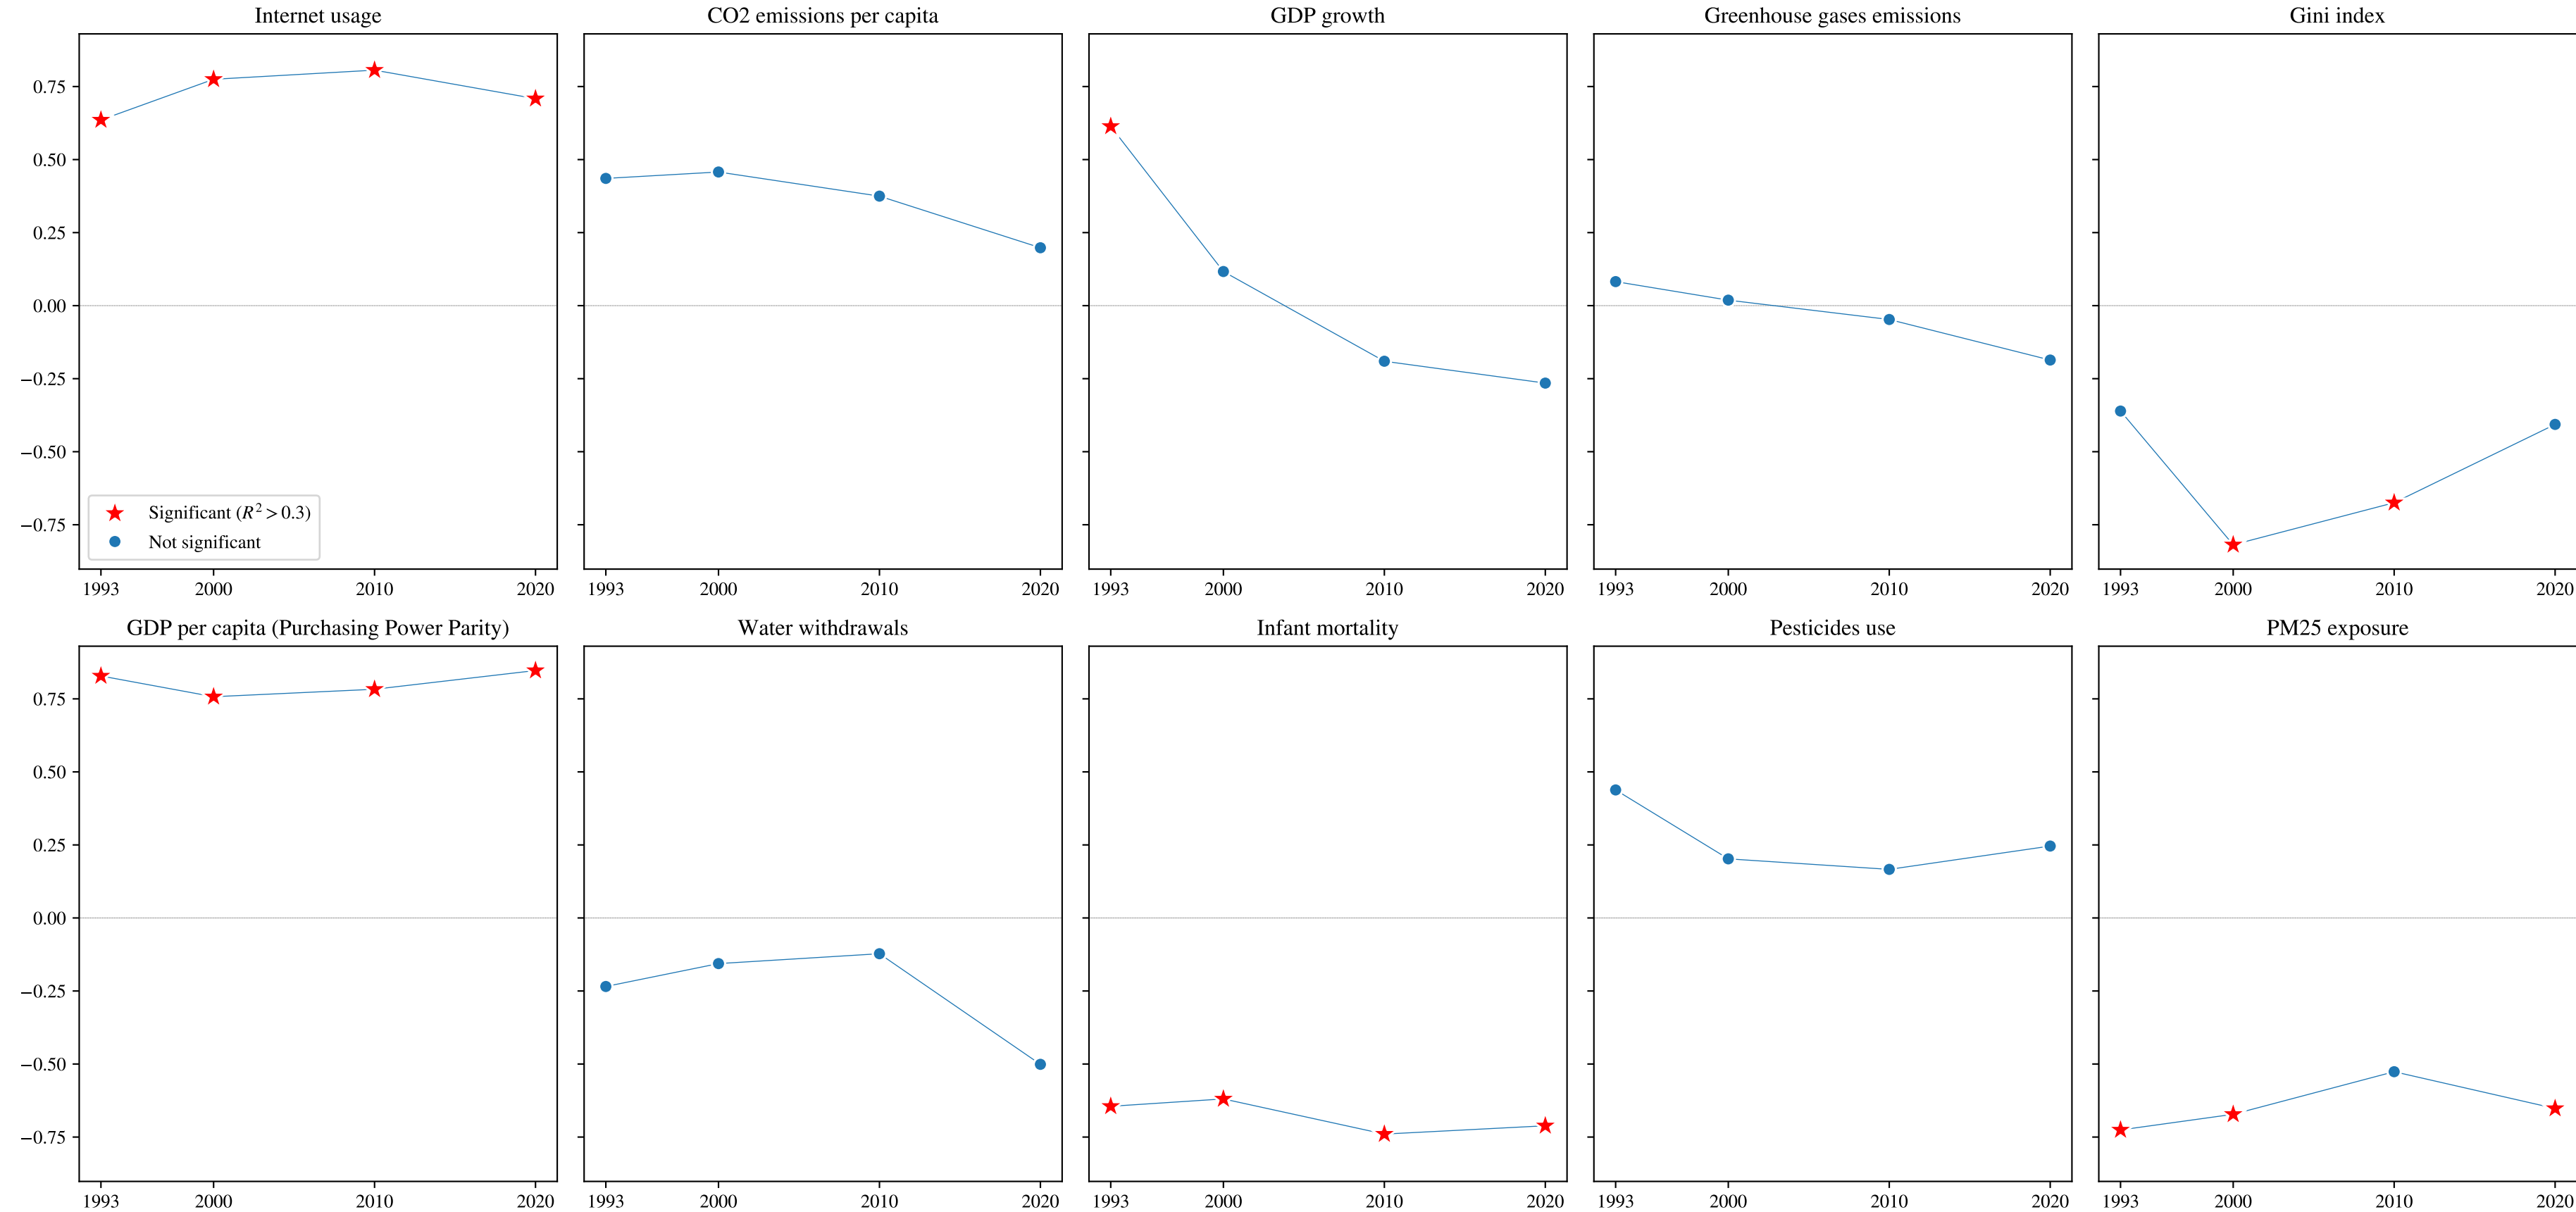 Internet usage
CO2 emissions per capita
GDP growth
Greenhouse gases emissions
Gini index
0.75
0.50
0.25
0.00
−0.25
−0.50
−0.75
Significant (R² > 0.3)
Not significant
1993 2000 2010 2020
1993 2000 2010 2020
1993 2000 2010 2020
1993 2000 2010 2020
1993 2000 2010 2020
GDP per capita (Purchasing Power Parity)
Water withdrawals
Infant mortality
Pesticides use
PM25 exposure
0.75
0.50
0.25
0.00
−0.25
−0.50
−0.75
1993 2000 2010 2020
1993 2000 2010 2020
1993 2000 2010 2020
1993 2000 2010 2020
1993 2000 2010 2020